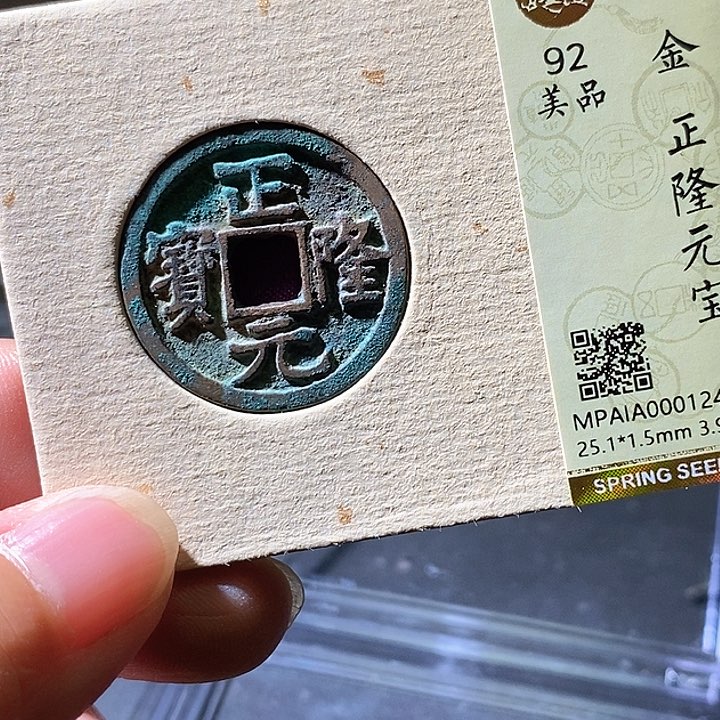 正隆元寶
92
美品
金 正隆元宝
MPAIA000124
25.1*1.5mm 3.9
SPRING SEE